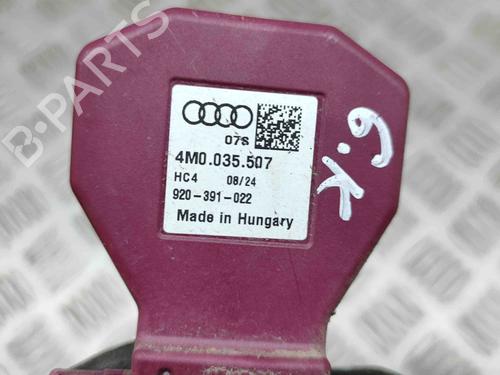 B-PARTS
07S
4M0.035.507
HC4 08/24
920-391-022
Made in Hungary
G.K